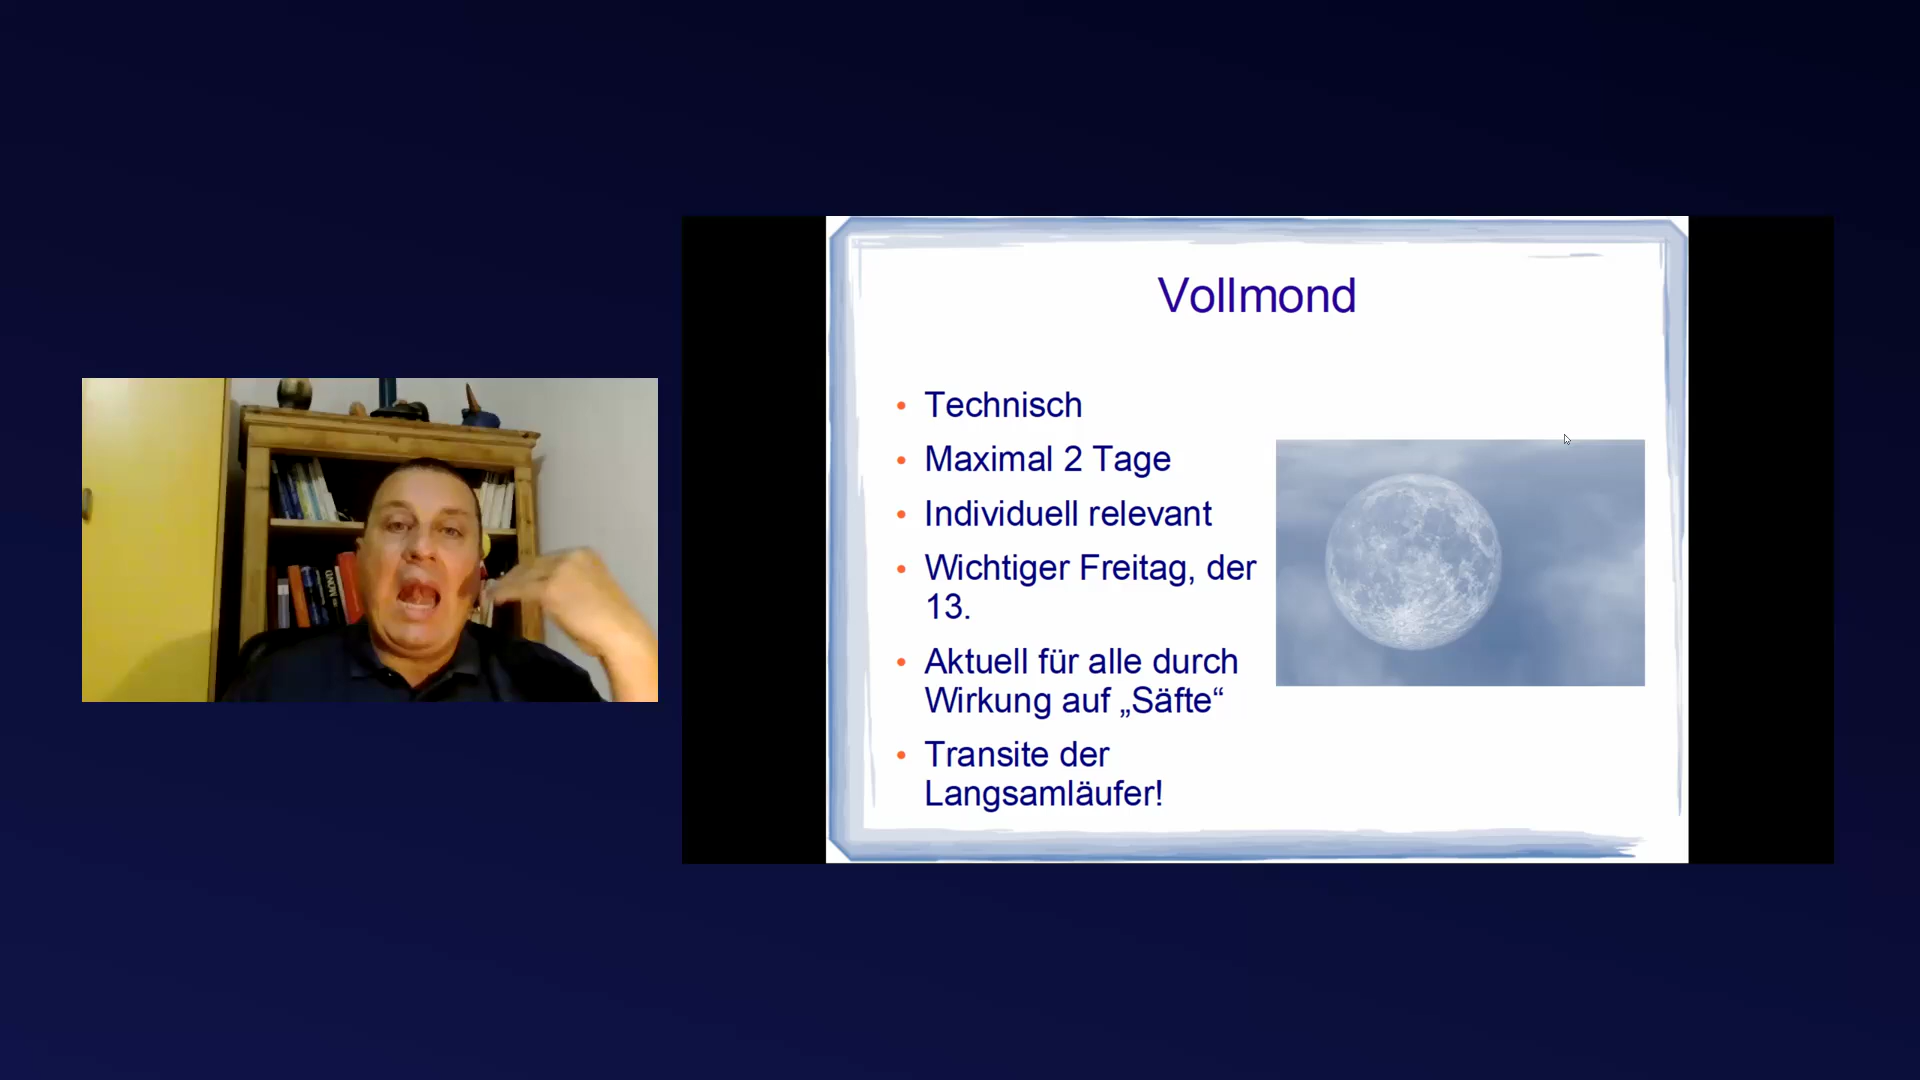 Vollmond
• Technisch
• Maximal 2 Tage
• Individuell relevant
• Wichtiger Freitag, der
13.
• Aktuell für alle durch
Wirkung auf „Säfte“
• Transite der
Langsamläufer!
MOND